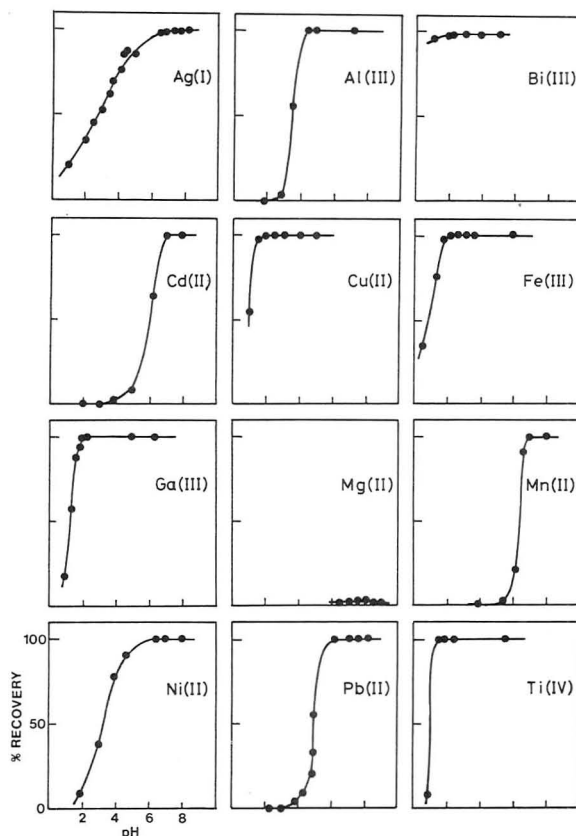 Ag(I)
Al(III)
Bi(III)
Cd(II)
Cu(II)
Fe(III)
Ga(III)
Mg(II)
Mn(II)
% RECOVERY
100
50
0
Ni(II)
2 4 6 8
pH
Pb(II)
Ti(IV)